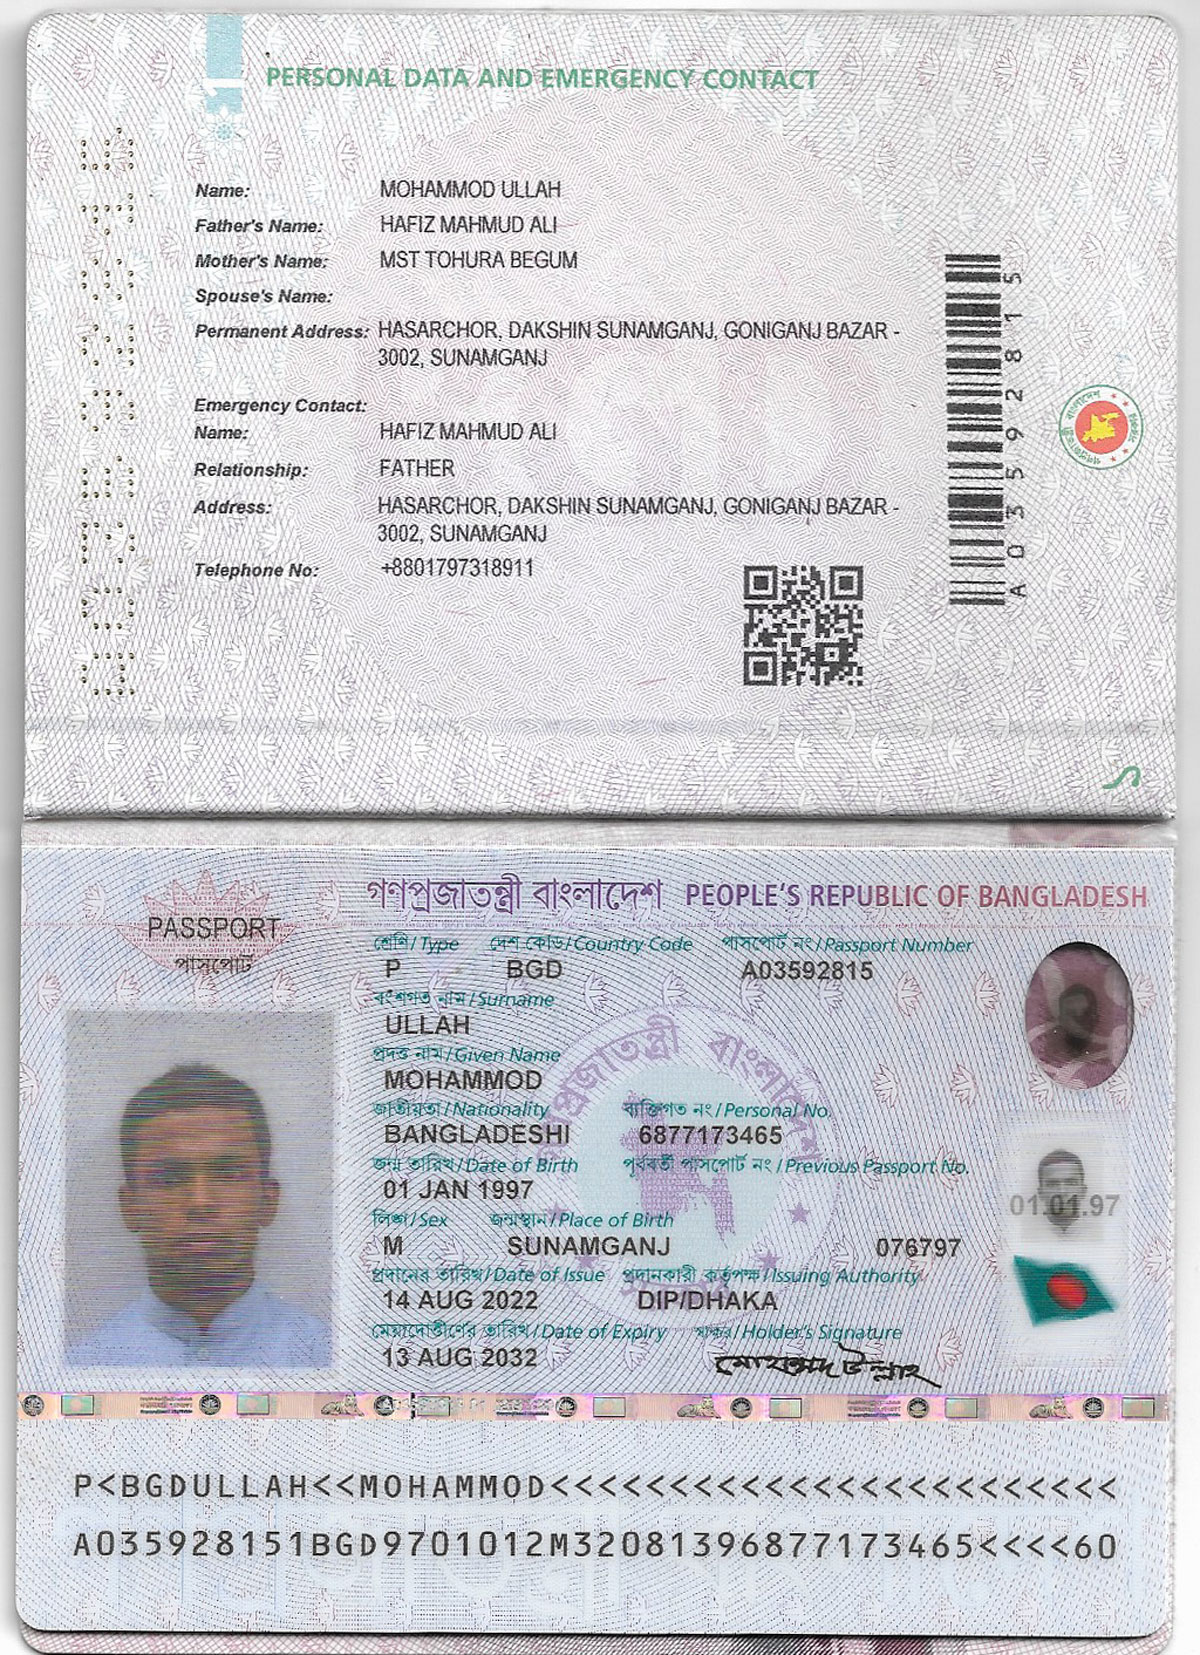 1
PERSONAL DATA AND EMERGENCY CONTACT
Name: MOHAMMOD ULLAH
Father's Name: HAFIZ MAHMUD ALI
Mother's Name: MST TOHURA BEGUM
Spouse's Name:
Permanent Address: HASARCHOR, DAKSHIN SUNAMGANJ, GONIGANJ BAZAR -
3002, SUNAMGANJ
Emergency Contact:
Name: HAFIZ MAHMUD ALI
Relationship: FATHER
Address: HASARCHOR, DAKSHIN SUNAMGANJ, GONIGANJ BAZAR -
3002, SUNAMGANJ
Telephone No: +8801797318911
A03592815
A03592815
গণপ্রজাতন্ত্রী বাংলাদেশ PEOPLE'S REPUBLIC OF BANGLADESH
PASSPORT
পাসপোর্ট
শ্রেণি/Type দেশ কোড/Country Code পাসপোর্ট নং/Passport Number
P BGD A03592815
বংশগত নাম/Surname
ULLAH
প্রদত্ত নাম/Given Name
MOHAMMOD
জাতীয়তা/Nationality ব্যক্তিগত নং/Personal No.
BANGLADESHI 6877173465
জন্ম তারিখ/Date of Birth পূর্ববর্তী পাসপোর্ট নং/Previous Passport No.
01 JAN 1997
01.01.97
লিঙ্গ/Sex জন্মস্থান/Place of Birth
M SUNAMGANJ 076797
প্রদানের তারিখ/Date of Issue প্রদানকারী কর্তৃপক্ষ/Issuing Authority
14 AUG 2022 DIP/DHAKA
মেয়াদোত্তীর্ণের তারিখ/Date of Expiry স্বাক্ষর/Holder's Signature
13 AUG 2032 মোহাম্মদ উল্লাহ
গণপ্রজাতন্ত্রী বাংলাদেশ
P<BGDULLAH<<MOHAMMOD<<<<<<<<<<<<<<<<<<<<<<<<
A035928151BGD9701012M32081396877173465<<<<60